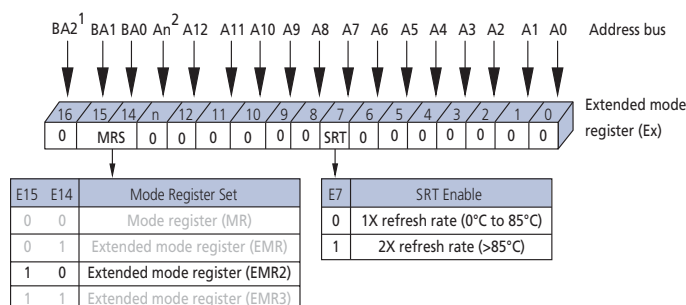 BA2¹ BA1 BA0 An² A12 A11 A10 A9 A8 A7 A6 A5 A4 A3 A2 A1 A0 Address bus
16 15 14 n 12 11 10 9 8 7 6 5 4 3 2 1 0
Extended mode
register (Ex)
0 MRS 0 0 0 0 0 0 SRT 0 0 0 0 0 0 0
E15 E14 Mode Register Set
0 0 Mode register (MR)
0 1 Extended mode register (EMR)
1 0 Extended mode register (EMR2)
1 1 Extended mode register (EMR3)
E7 SRT Enable
0 1X refresh rate (0°C to 85°C)
1 2X refresh rate (>85°C)